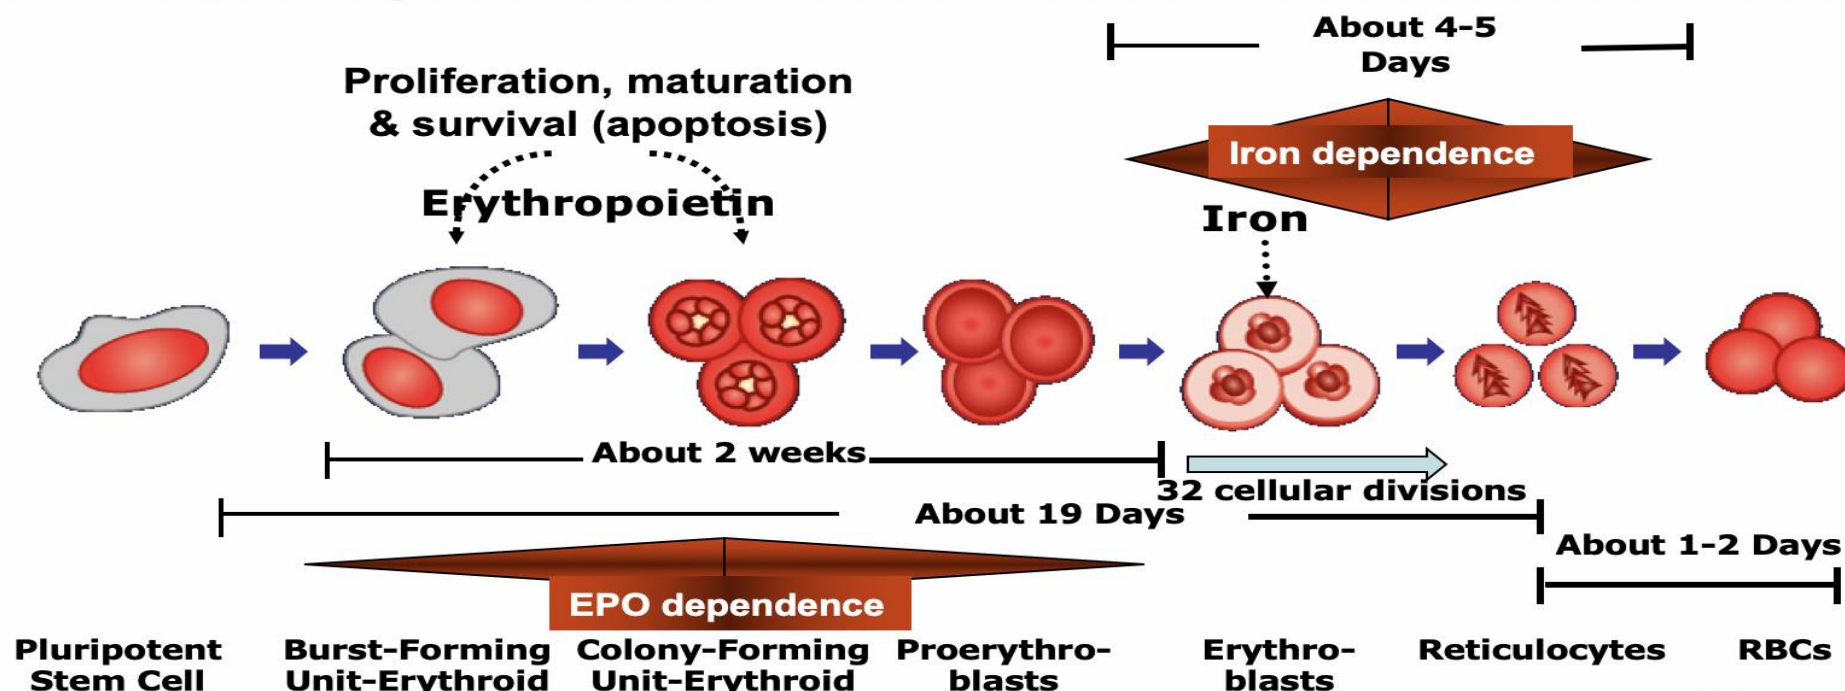 About 4-5
Days
Proliferation, maturation
& survival (apoptosis)
Iron dependence
Erythropoietin
Iron
About 2 weeks
32 cellular divisions
About 19 Days
About 1-2 Days
EPO dependence
Pluripotent
Stem Cell
Burst-Forming
Unit-Erythroid
Colony-Forming
Unit-Erythroid
Proerythro-
blasts
Erythro-
blasts
Reticulocytes
RBCs